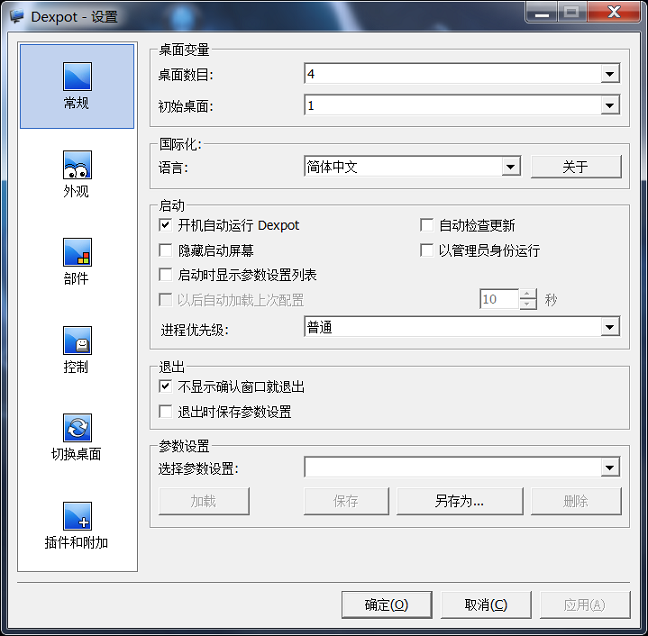 Dexpot - 设置
常规
外观
部件
控制
切换桌面
插件和附加
桌面变量
桌面数目: 4
初始桌面: 1
国际化:
语言: 简体中文 关于
启动
开机自动运行 Dexpot 自动检查更新
隐藏启动屏幕 以管理员身份运行
启动时显示参数设置列表
以后自动加载上次配置 10 秒
进程优先级: 普通
退出
不显示确认窗口就退出
退出时保存参数设置
参数设置
选择参数设置:
加载 保存 另存为... 删除
确定(O) 取消(C) 应用(A)